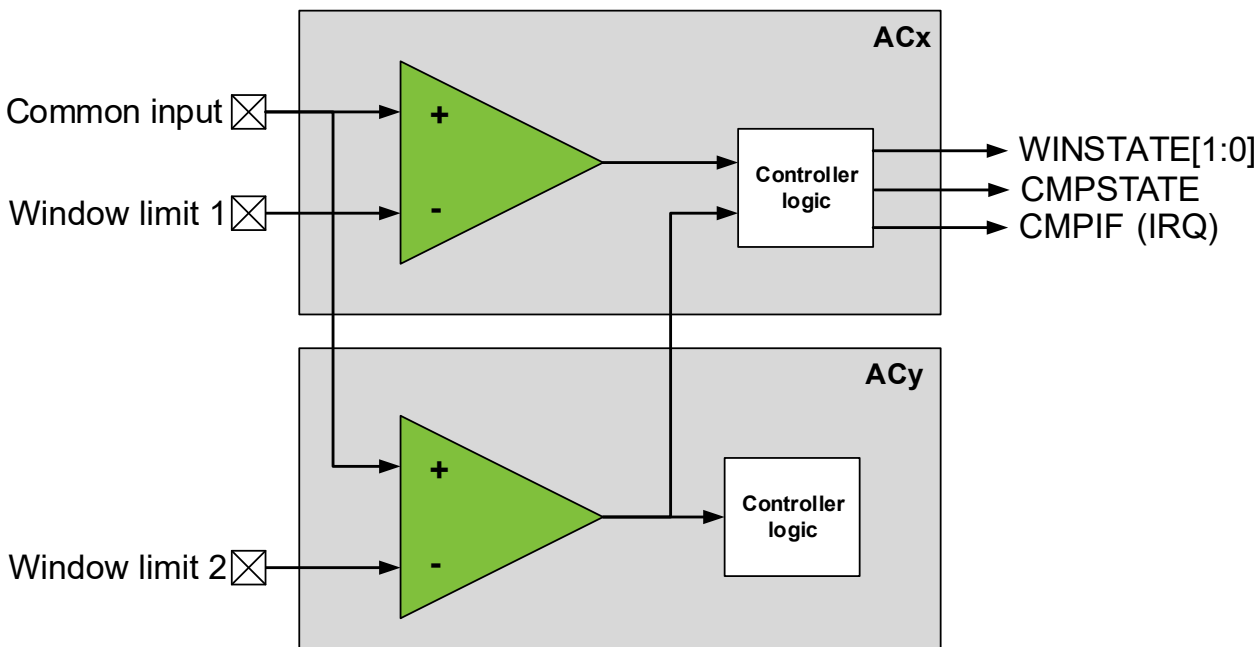 ACx
Common input
+
WINSTATE[1:0]
Controller
logic
CMPSTATE
Window limit 1
-
CMPIF (IRQ)
ACy
+
Controller
logic
Window limit 2
-